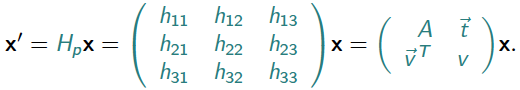 x′ = H_p x = ( h₁₁ h₁₂ h₁₃ ; h₂₁ h₂₂ h₂₃ ; h₃₁ h₃₂ h₃₃ ) x = ( A t⃗ ; v⃗ᵀ v ) x.